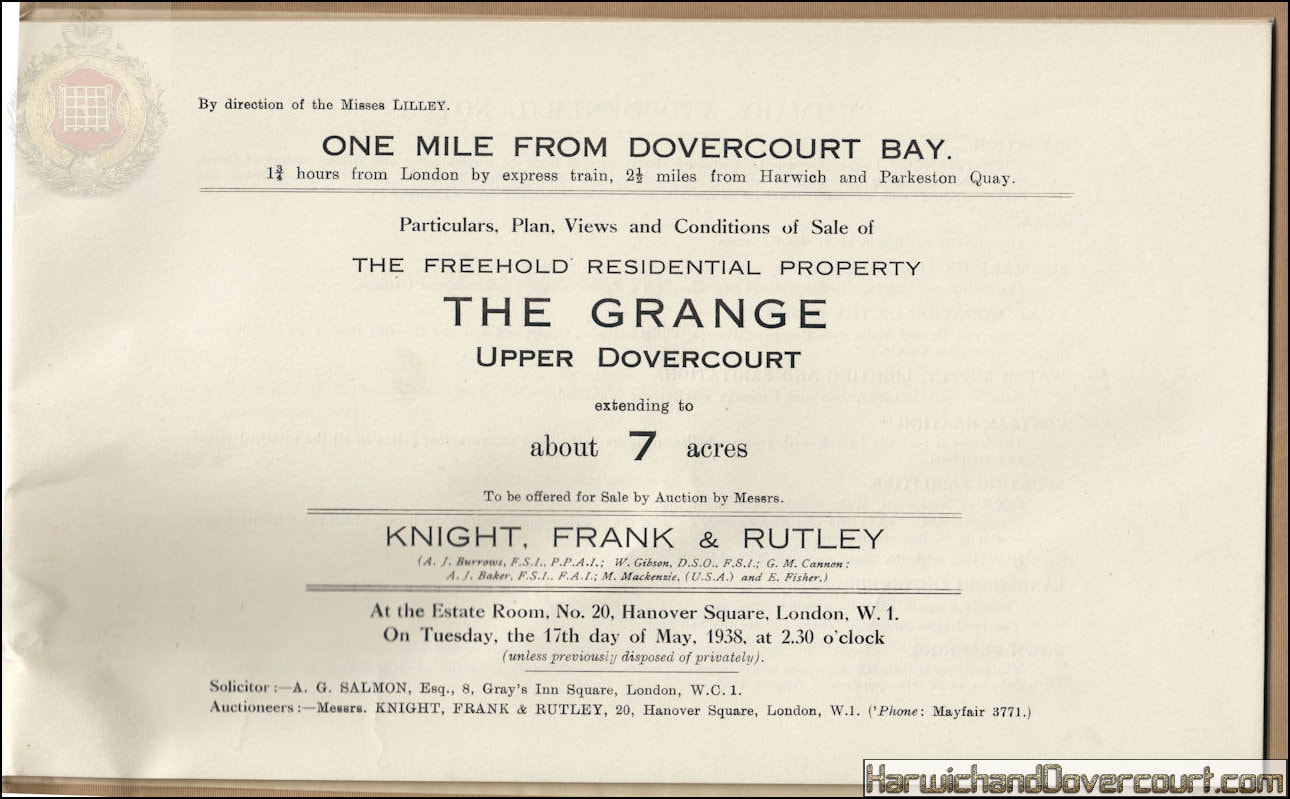 By direction of the Misses LILLEY.
ONE MILE FROM DOVERCOURT BAY.
1¾ hours from London by express train, 2½ miles from Harwich and Parkeston Quay.
Particulars, Plan, Views and Conditions of Sale of
THE FREEHOLD RESIDENTIAL PROPERTY
THE GRANGE
UPPER DOVERCOURT
extending to
about 7 acres
To be offered for Sale by Auction by Messrs.
KNIGHT, FRANK & RUTLEY
(A. J. Burrows, F.S.I., P.P.A.I.; W. Gibson, D.S.O., F.S.I.; G. M. Cannon:
A. J. Baker, F.S.I., F.A.I.; M. Mackenzie, (U.S.A.) and E. Fisher.)
At the Estate Room, No. 20, Hanover Square, London, W. 1.
On Tuesday, the 17th day of May, 1938, at 2.30 o'clock
(unless previously disposed of privately).
Solicitor:—A. G. SALMON, Esq., 8, Gray's Inn Square, London, W.C. 1.
Auctioneers:—Messrs. KNIGHT, FRANK & RUTLEY, 20, Hanover Square, London, W.1. ('Phone: Mayfair 3771.)
HarwichandDovercourt.com